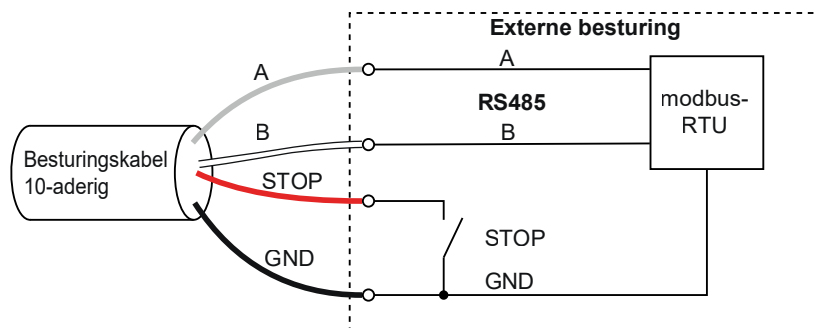 Externe besturing
A
A
RS485
modbus-
RTU
B
B
Besturingskabel
10-aderig
STOP
STOP
GND
GND